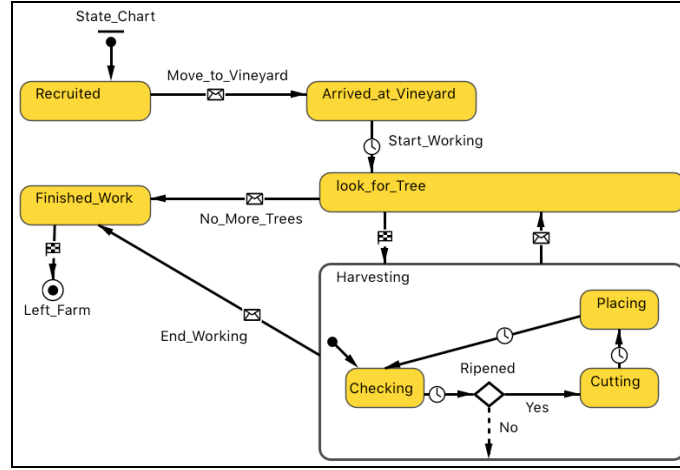 State_Chart
Move_to_Vineyard
Recruited
Arrived_at_Vineyard
Start_Working
look_for_Tree
Finished_Work
No_More_Trees
Harvesting
Left_Farm
End_Working
Placing
Ripened
Checking
Cutting
Yes
No